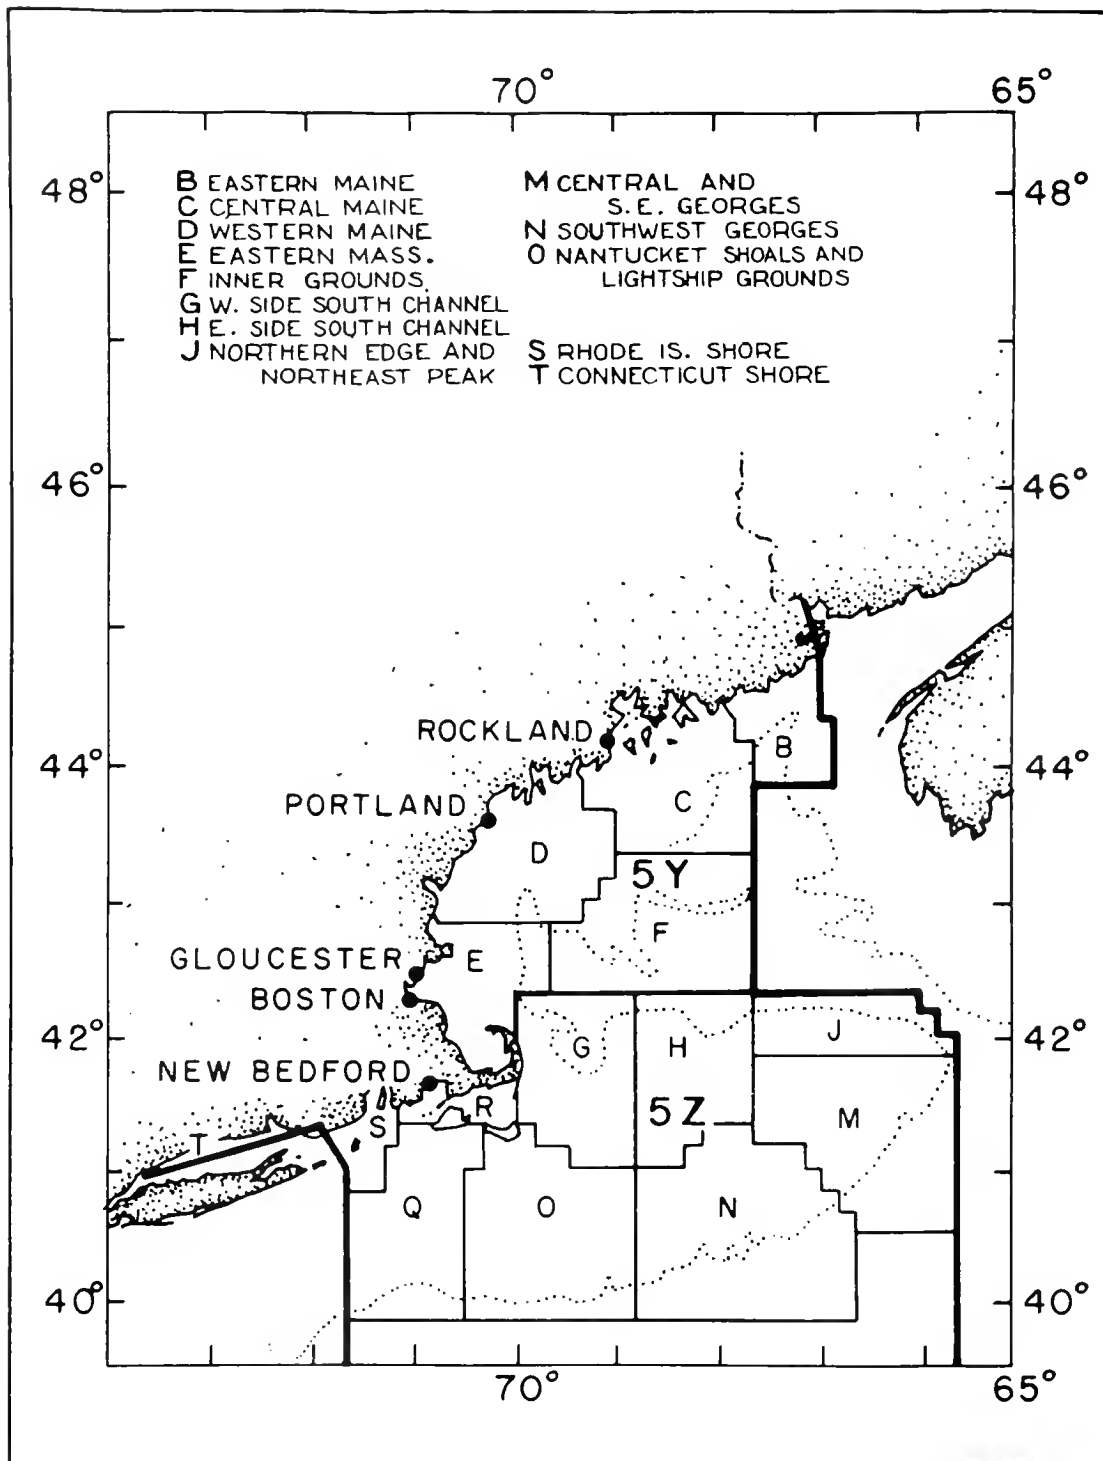 70° 65°
48° 48°
B EASTERN MAINE
C CENTRAL MAINE
D WESTERN MAINE
E EASTERN MASS.
F INNER GROUNDS
G W. SIDE SOUTH CHANNEL
H E. SIDE SOUTH CHANNEL
J NORTHERN EDGE AND
NORTHEAST PEAK
M CENTRAL AND
S.E. GEORGES
N SOUTHWEST GEORGES
O NANTUCKET SHOALS AND
LIGHTSHIP GROUNDS
S RHODE IS. SHORE
T CONNECTICUT SHORE
46° 46°
ROCKLAND
B
44° 44°
PORTLAND
C
D
5Y
F
GLOUCESTER
E
BOSTON
42° 42°
G
H
J
NEW BEDFORD
R
S
5Z
M
T
Q
O
N
40° 40°
70° 65°